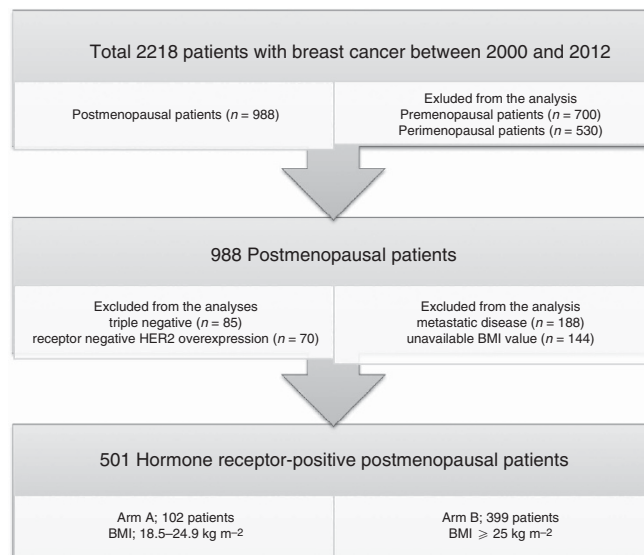 Total 2218 patients with breast cancer between 2000 and 2012
Postmenopausal patients (n = 988)
Exluded from the analysis
Premenopausal patients (n = 700)
Perimenopausal patients (n = 530)
988 Postmenopausal patients
Excluded from the analyses
triple negative (n = 85)
receptor negative HER2 overexpression (n = 70)
Excluded from the analysis
metastatic disease (n = 188)
unavailable BMI value (n = 144)
501 Hormone receptor-positive postmenopausal patients
Arm A; 102 patients
BMI; 18.5–24.9 kg m⁻²
Arm B; 399 patients
BMI ⩾ 25 kg m⁻²